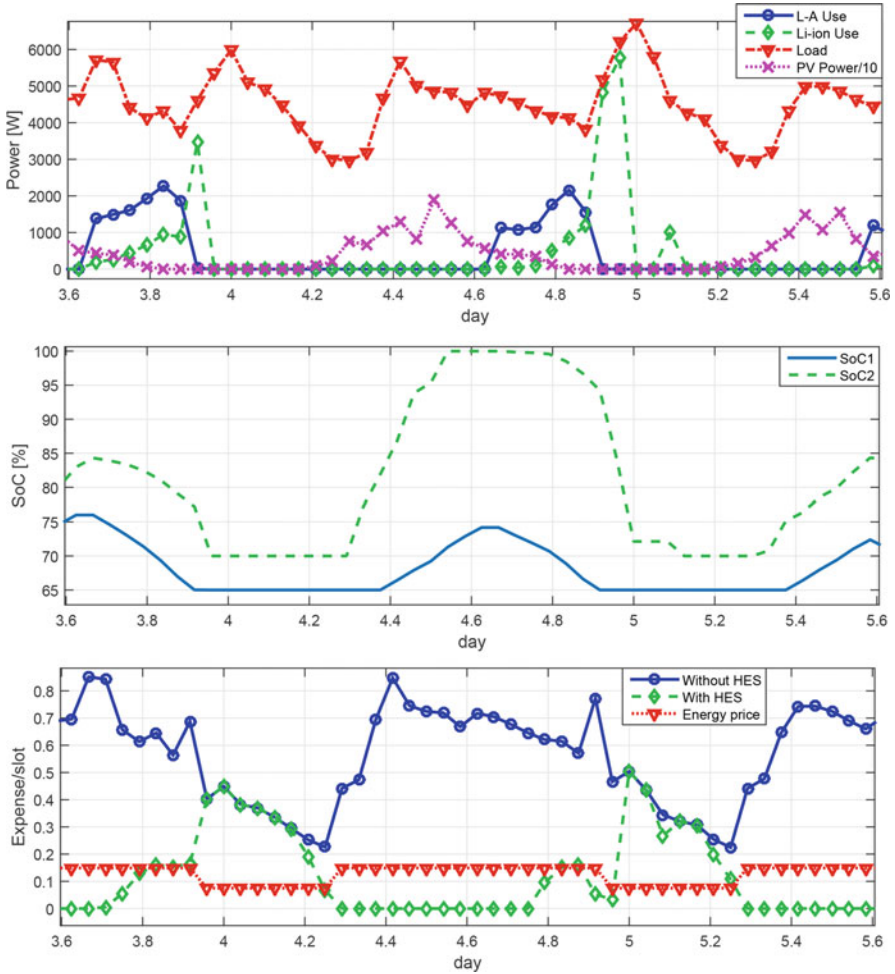 L-A Use
Li-ion Use
Load
PV Power/10
Power [W]
6000
5000
4000
3000
2000
1000
0
3.6 3.8 4 4.2 4.4 4.6 4.8 5 5.2 5.4 5.6
day
SoC1
SoC2
SoC [%]
100
95
90
85
80
75
70
65
3.6 3.8 4 4.2 4.4 4.6 4.8 5 5.2 5.4 5.6
day
Without HES
With HES
Energy price
Expense/slot
0.8
0.7
0.6
0.5
0.4
0.3
0.2
0.1
0
3.6 3.8 4 4.2 4.4 4.6 4.8 5 5.2 5.4 5.6
day